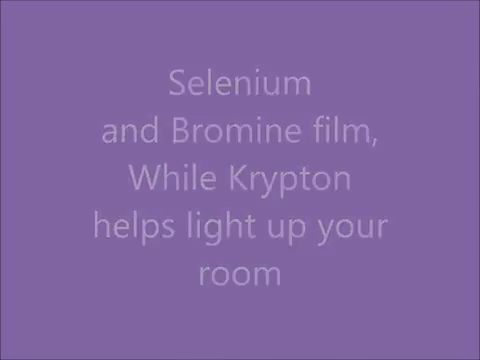 Selenium
and Bromine film,
While Krypton
helps light up your
room